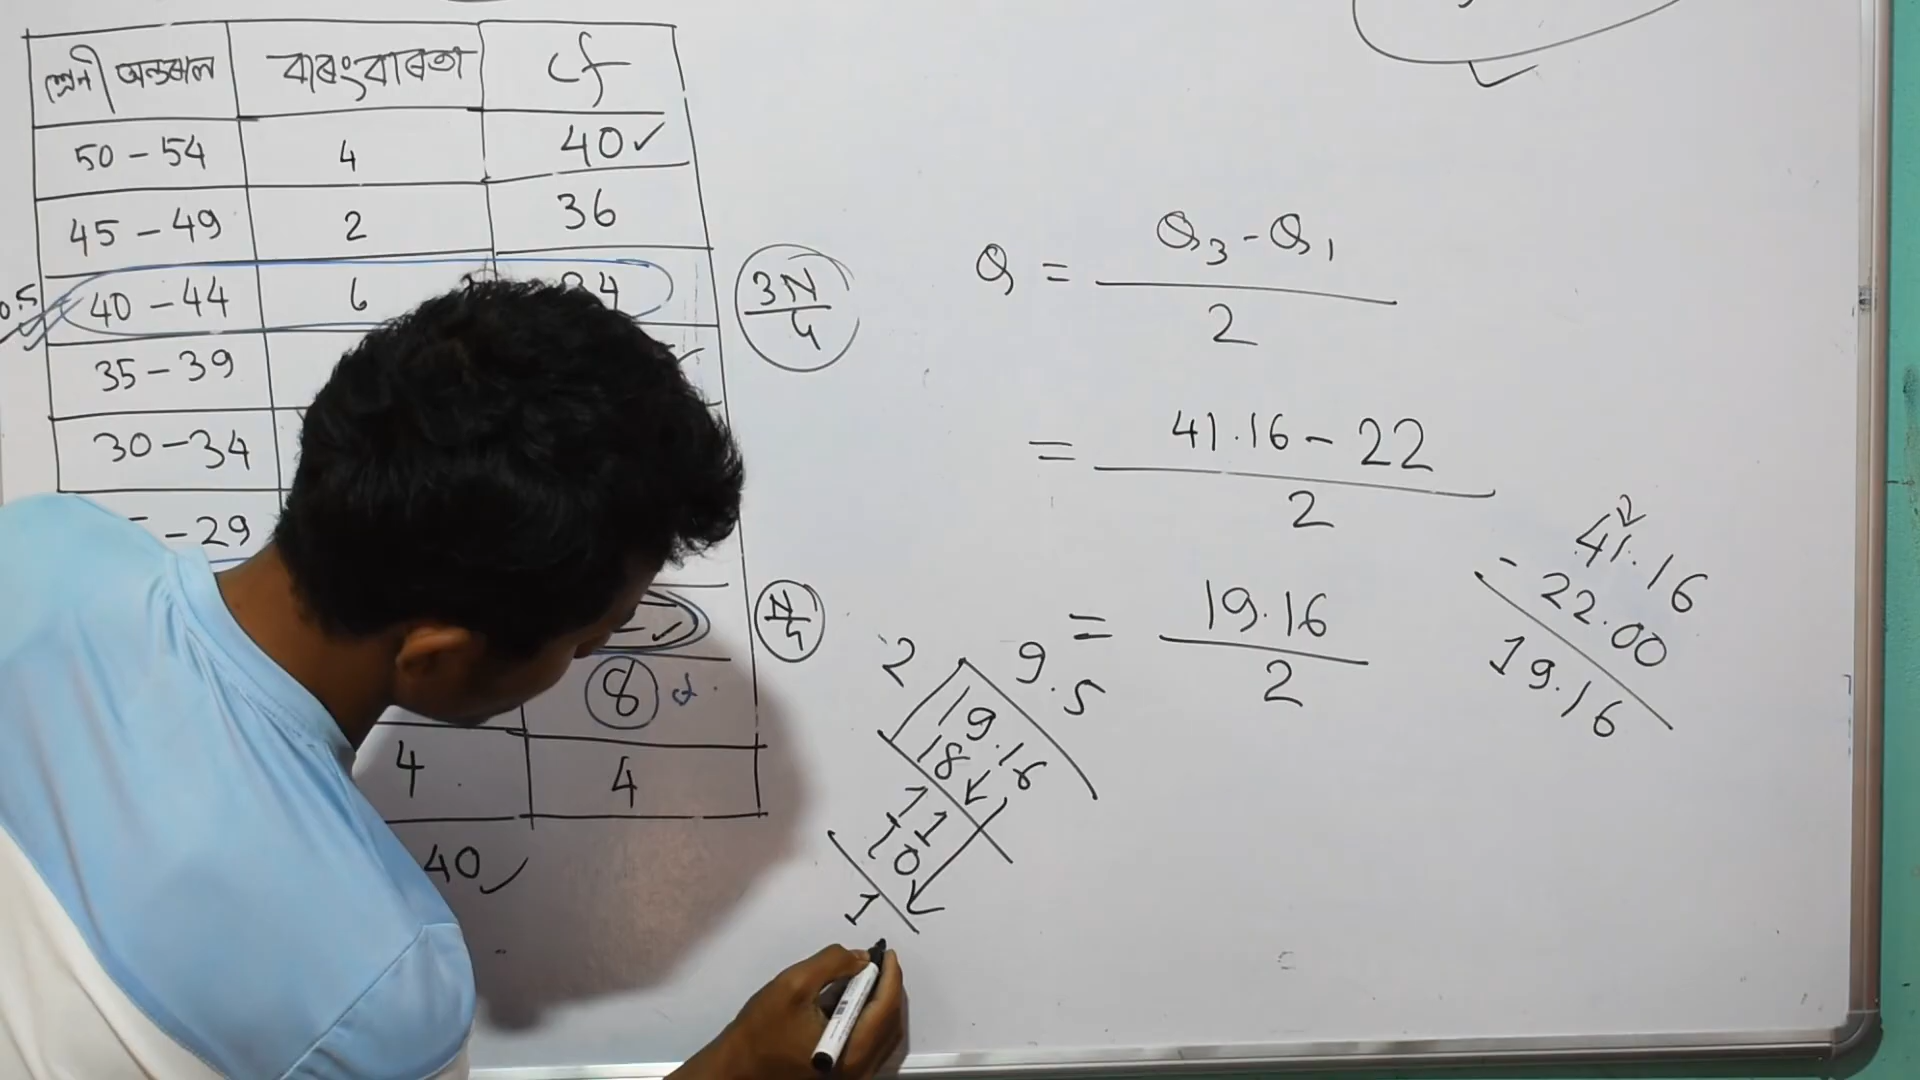 শ্রেনী অন্তৰাল বাৰংবাৰতা cf
50 - 54 4 40 ✓
45 - 49 2 36
40 - 44 6
35 - 39
30 - 34
- 29
8
4 4
40 ✓
3N/4
N/4
Q = Q₃ - Q₁ / 2
= 41.16 - 22 / 2
= 19.16 / 2
41.16
- 22.00
19.16
2 19.16 9.5
18
11
10
1